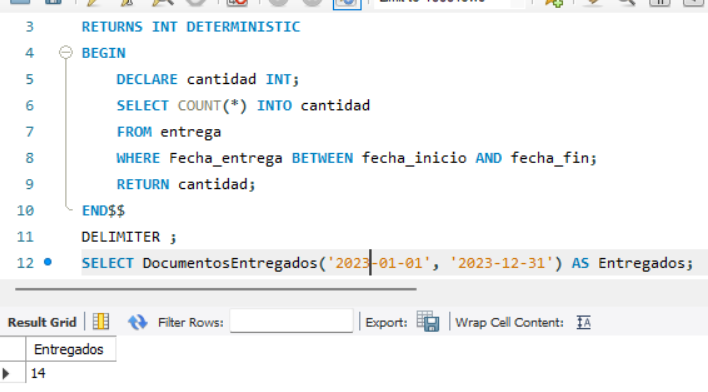 3 RETURNS INT DETERMINISTIC
4 BEGIN
5 DECLARE cantidad INT;
6 SELECT COUNT(*) INTO cantidad
7 FROM entrega
8 WHERE Fecha_entrega BETWEEN fecha_inicio AND fecha_fin;
9 RETURN cantidad;
10 END$$
11 DELIMITER ;
12 SELECT DocumentosEntregados('2023-01-01', '2023-12-31') AS Entregados;
Result Grid Filter Rows: Export: Wrap Cell Content:
Entregados
14